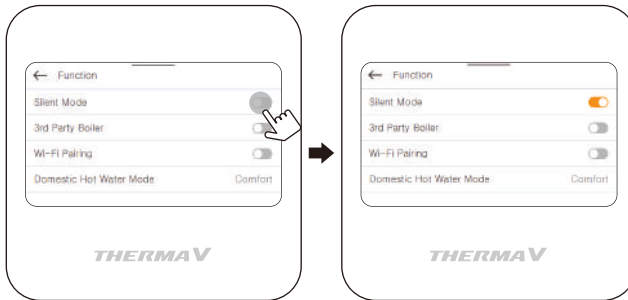 ← Function
Silent Mode
3rd Party Boiler
Wi-Fi Pairing
Domestic Hot Water Mode Comfort
THERMA V
← Function
Silent Mode
3rd Party Boiler
Wi-Fi Pairing
Domestic Hot Water Mode Comfort
THERMA V